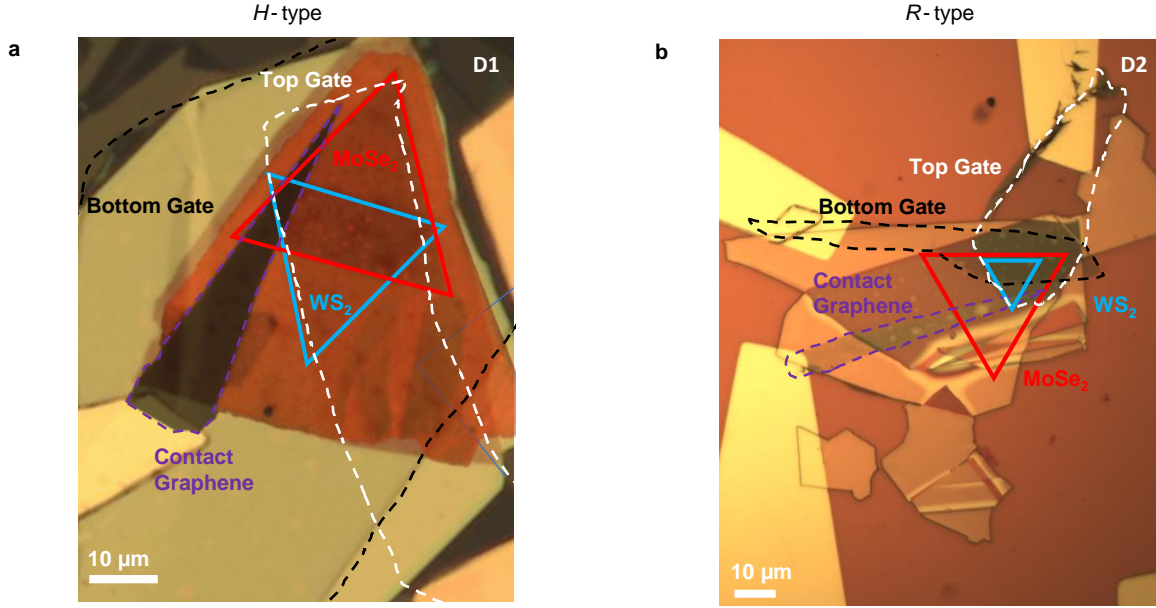 H- type
R- type
a
D1
Top Gate
MoSe2
Bottom Gate
WS2
Contact
Graphene
10 μm
b
D2
Top Gate
Bottom Gate
Contact
Graphene
WS2
MoSe2
10 μm